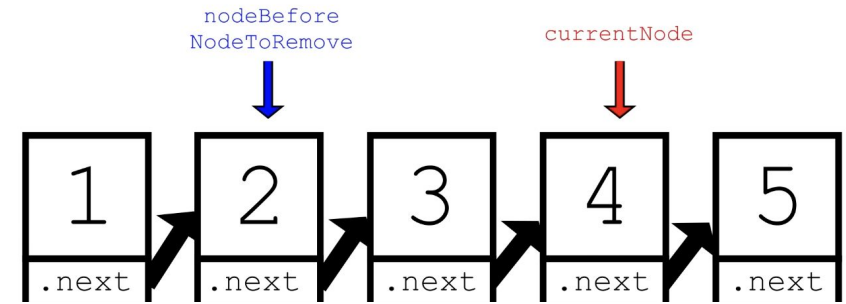 nodeBefore
NodeToRemove
currentNode
1 2 3 4 5
.next .next .next .next .next